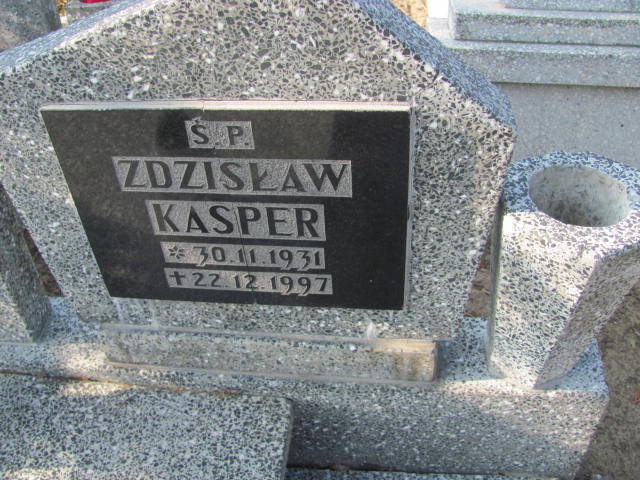 Ś.P.
ZDZISŁAW
KASPER
* 30.11.1931
✝ 22.12.1997